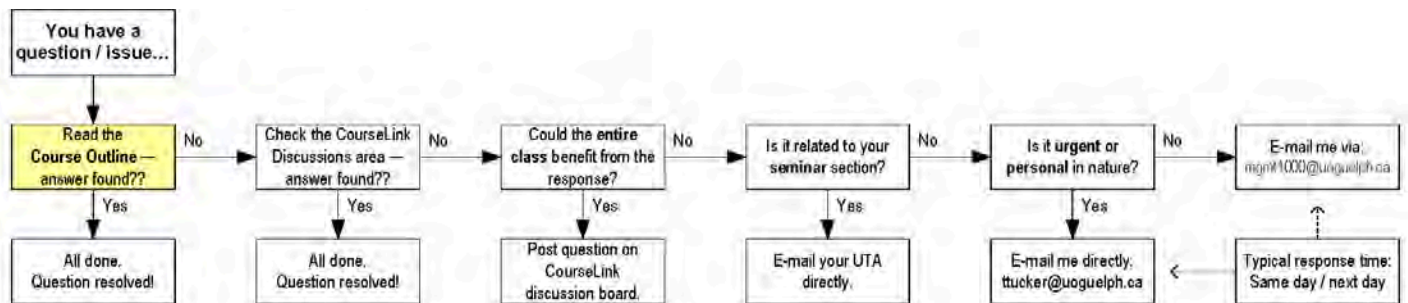 You have a
question / issue...
Read the
Course Outline —
answer found??
No
Yes
All done.
Question resolved!
Check the CourseLink
Discussions area —
answer found??
No
Yes
All done.
Question resolved!
Could the entire
class benefit from the
response?
No
Yes
Post question on
CourseLink
discussion board.
Is it related to your
seminar section?
No
Yes
E-mail your UTA
directly.
Is it urgent or
personal in nature?
No
Yes
E-mail me directly.
ttucker@uoguelph.ca
E-mail me via:
mgmt1000@uoguelph.ca
Typical response time:
Same day / next day